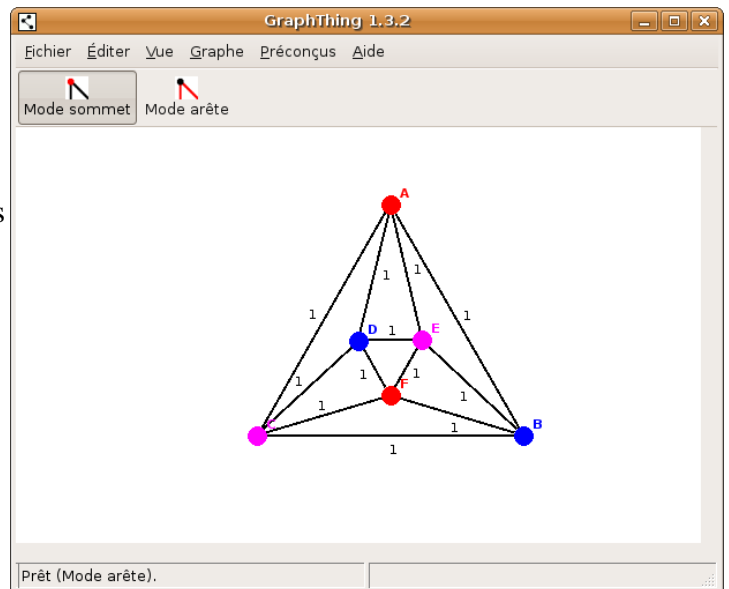 GraphThing 1.3.2
Fichier Éditer Vue Graphe Préconçus Aide
Mode sommet Mode arête
s
A
1 1
1 1
D 1 E
1 1
F
1 1
1
C 1 B
1
Prêt (Mode arête).